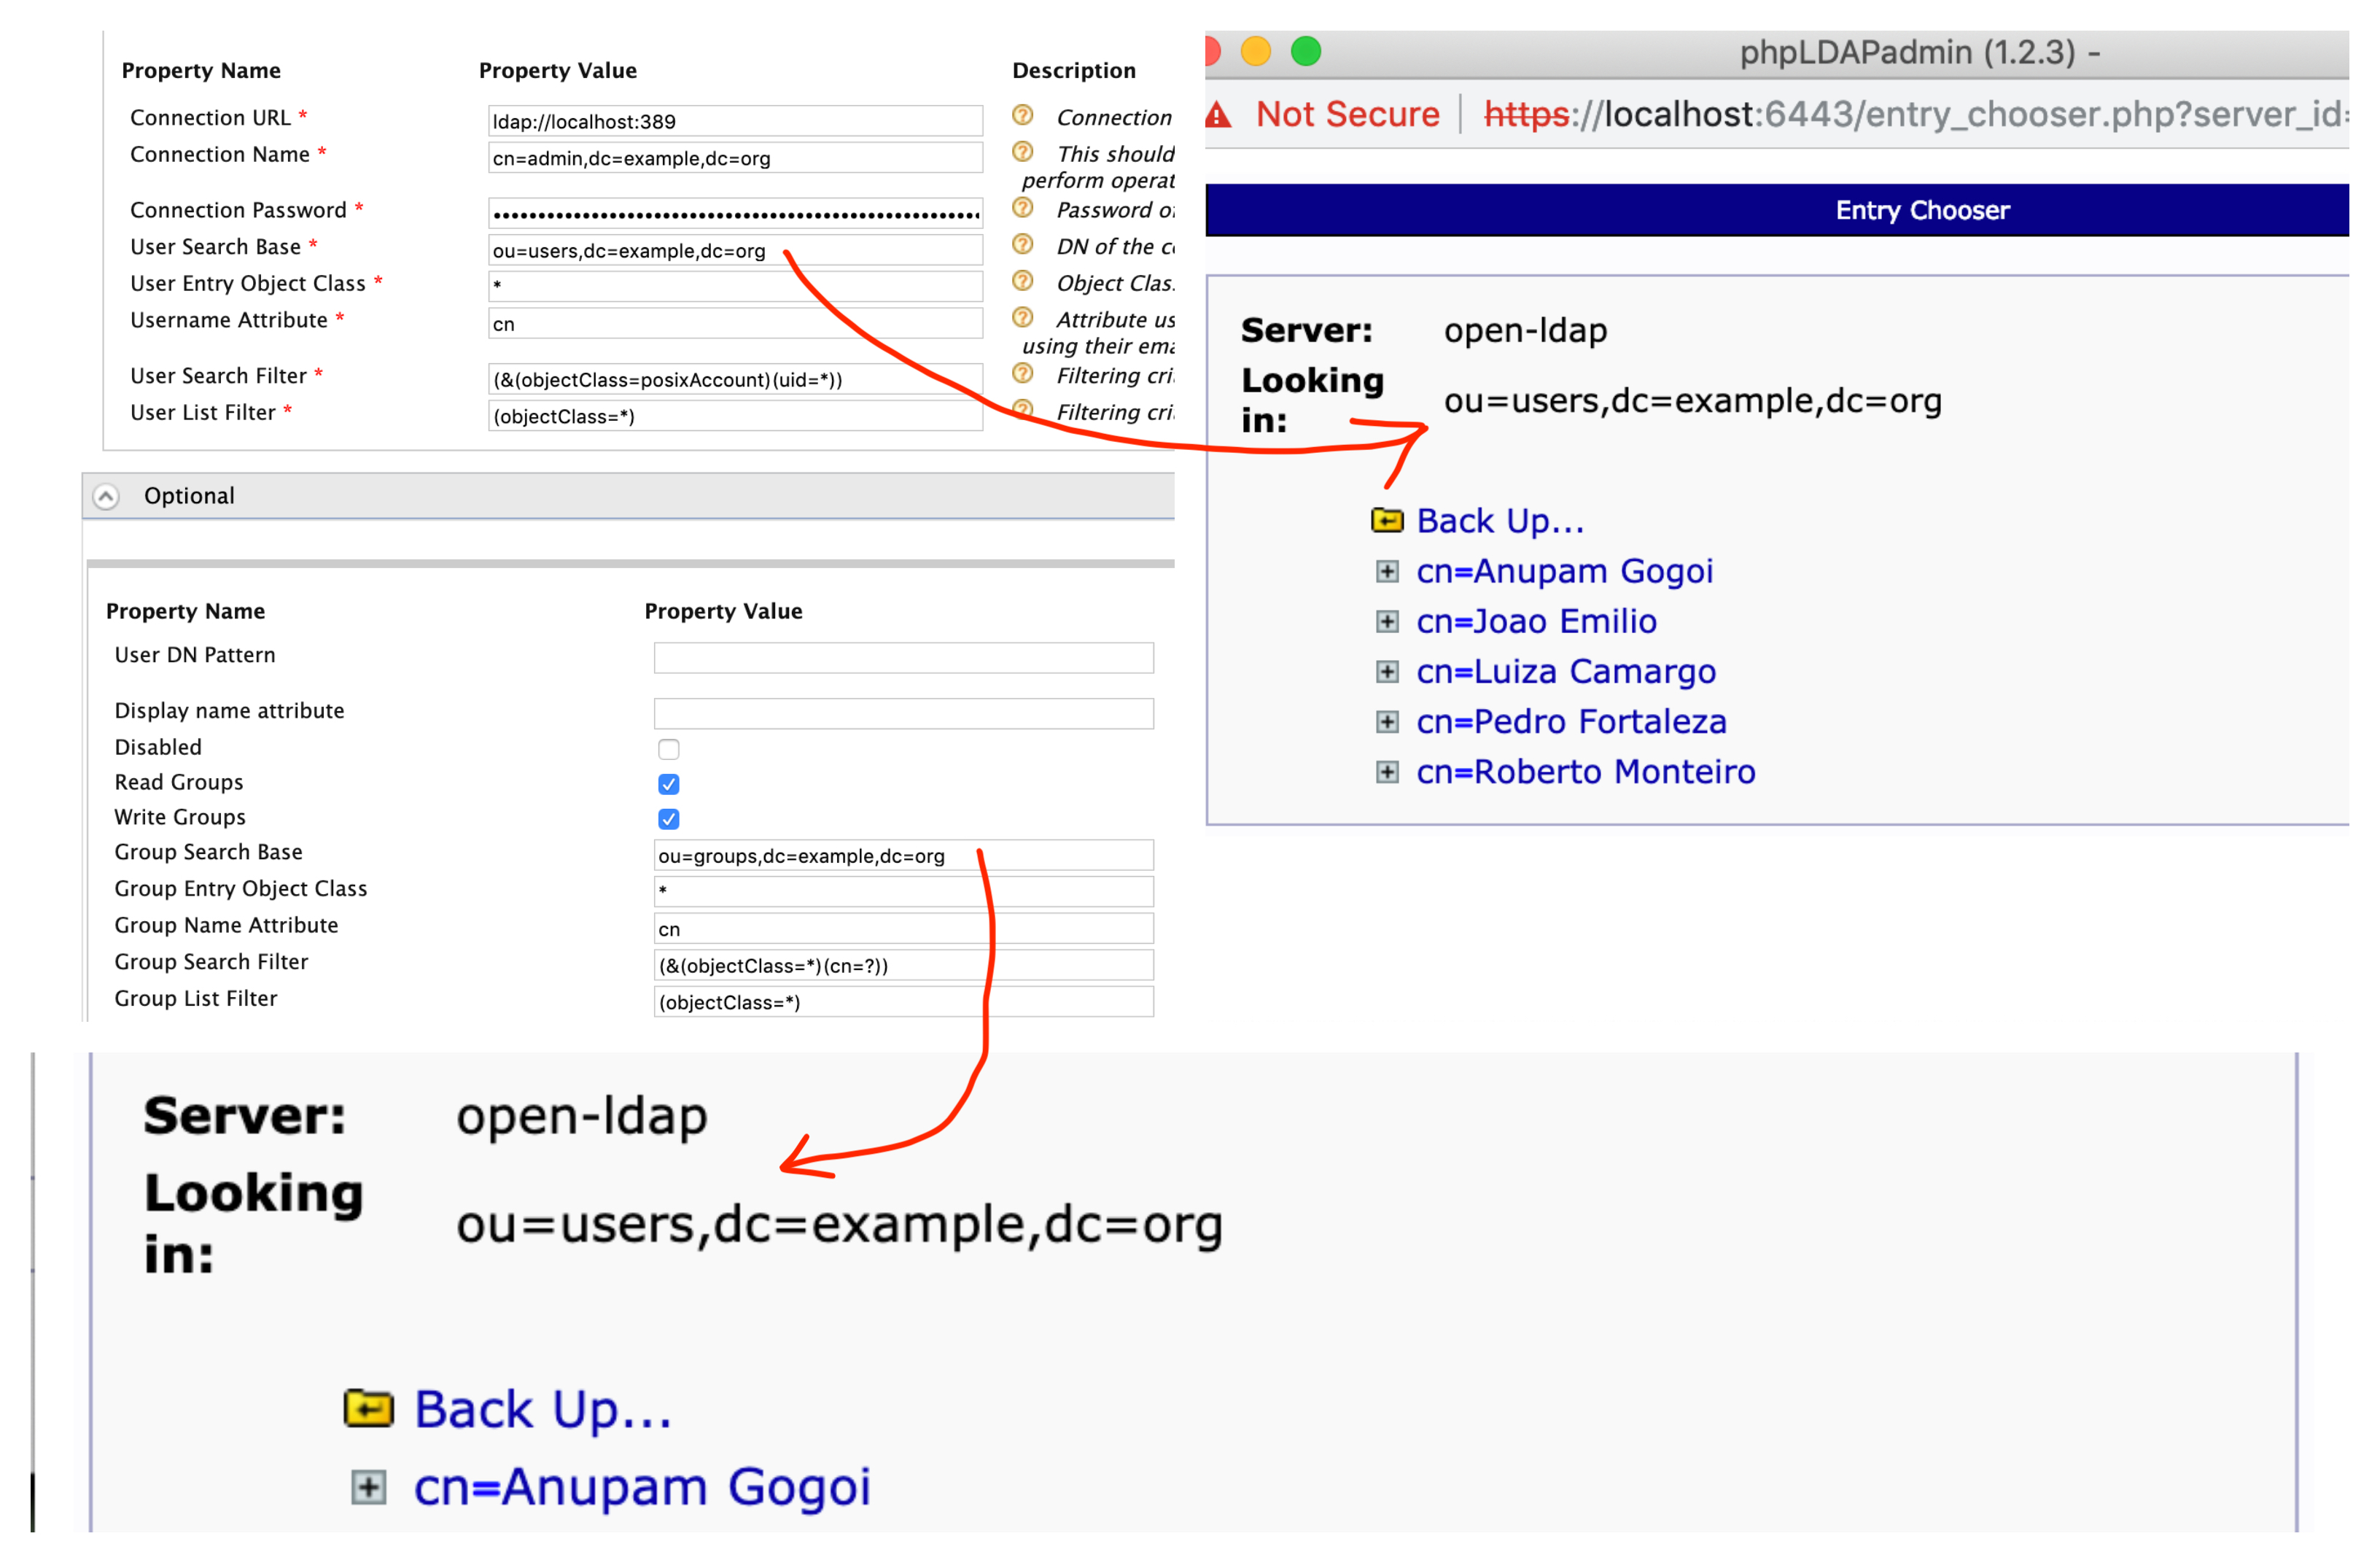 Property Name Property Value Description
Connection URL * ldap://localhost:389 Connection
Connection Name * cn=admin,dc=example,dc=org This should
perform operat
Connection Password * •••••••••••••••••••••••••••••••••••••••••••••••••••••• Password o
User Search Base * ou=users,dc=example,dc=org DN of the c
User Entry Object Class * * Object Clas
Username Attribute * cn Attribute us
using their ema
User Search Filter * (&(objectClass=posixAccount)(uid=*)) Filtering cri
User List Filter * (objectClass=*) Filtering cri
Optional
Property Name Property Value
User DN Pattern
Display name attribute
Disabled
Read Groups
Write Groups
Group Search Base ou=groups,dc=example,dc=org
Group Entry Object Class *
Group Name Attribute cn
Group Search Filter (&(objectClass=*)(cn=?))
Group List Filter (objectClass=*)
phpLDAPadmin (1.2.3) -
Not Secure https://localhost:6443/entry_chooser.php?server_id=
Entry Chooser
Server: open-ldap
Looking in: ou=users,dc=example,dc=org
Back Up...
cn=Anupam Gogoi
cn=Joao Emilio
cn=Luiza Camargo
cn=Pedro Fortaleza
cn=Roberto Monteiro
Server: open-ldap
Looking in: ou=users,dc=example,dc=org
Back Up...
cn=Anupam Gogoi